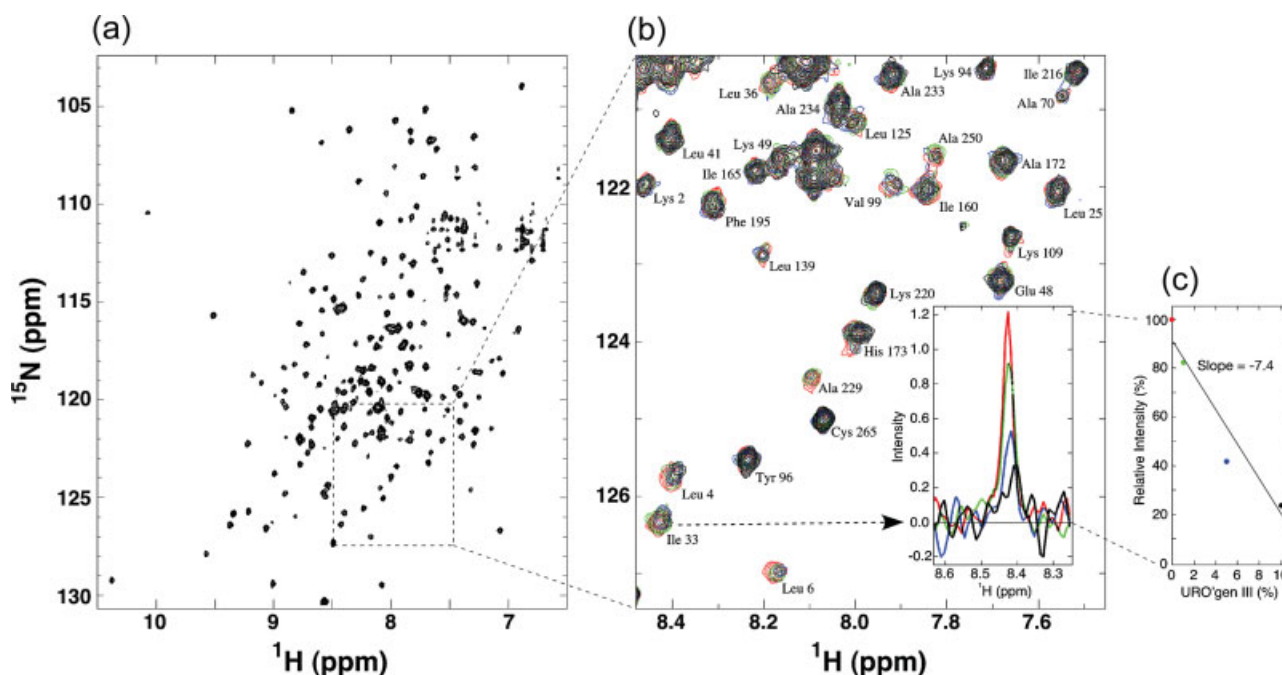 (a)
105
110
115
120
125
130
15N (ppm)
10
9
8
7
1H (ppm)
(b)
Leu 36
Ala 234
Ala 233
Lys 94
Ile 216
Ala 70
Leu 125
Leu 41
Lys 49
Ala 250
Ile 165
Ala 172
Lys 2
Val 99
Ile 160
Phe 195
Leu 25
Leu 139
Lys 109
Lys 220
Glu 48
His 173
Ala 229
Cys 265
Tyr 96
Leu 4
Ile 33
Leu 6
122
124
126
8.4
8.2
8.0
7.8
7.6
1H (ppm)
1.2
1.0
0.8
0.6
0.4
0.2
-0.0
-0.2
Intensity
8.6
8.5
8.4
8.3
1H (ppm)
(c)
100
80
60
40
20
0
Relative Intensity (%)
Slope = -7.4
0
5
10
URO'gen III (%)